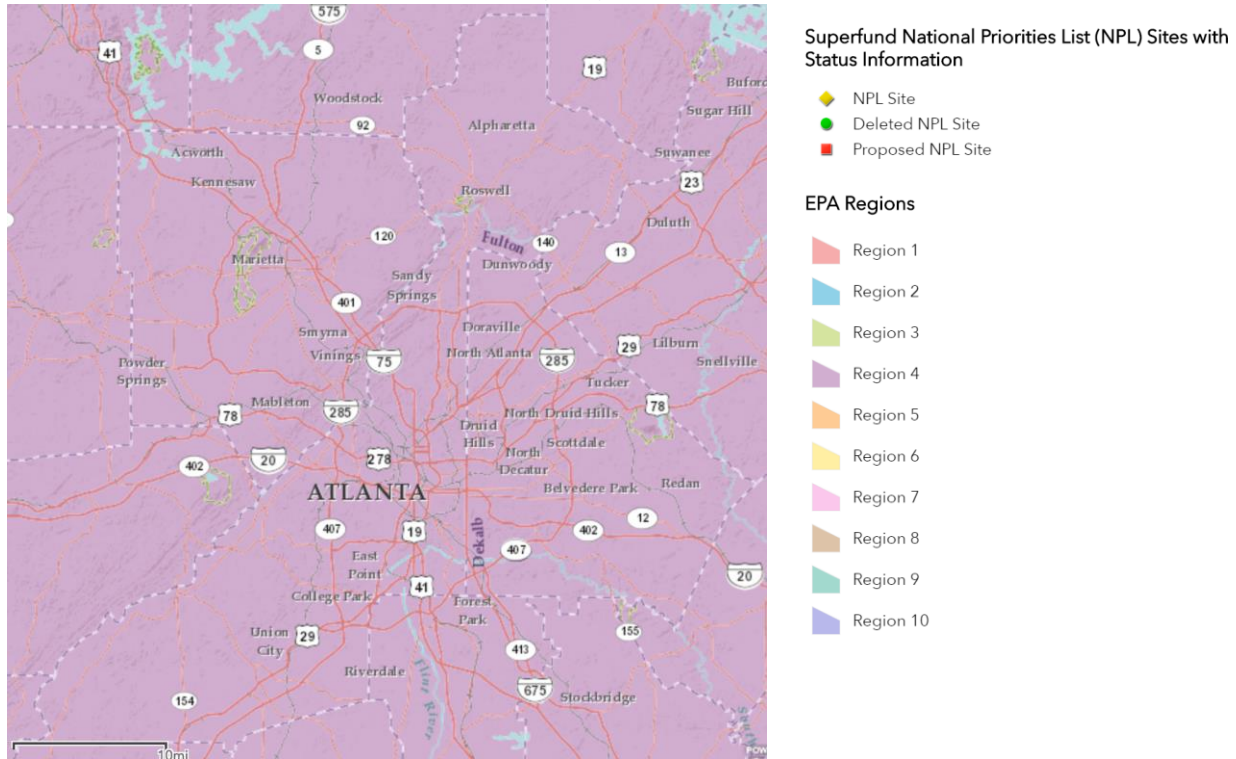 575
41
5
19
Woodstock
Buford
Sugar Hill
92
Alpharetta
Acworth
Suwanee
Kennesaw
23
Roswell
Duluth
120
Fulton
140
13
Marietta
Dunwoody
Sandy
Springs
401
Smyrna
Doraville
29
Lilburn
Vinings
75
North Atlanta
285
Snellville
Powder
Springs
Tucker
Mableton
285
78
North Druid Hills
78
Druid
Hills
Scottdale
20
278
North
Decatur
402
ATLANTA
Belvedere Park
Redan
12
407
19
Dekalb
402
407
East
Point
20
41
College Park
Forest
Park
Union
City
29
155
413
Riverdale
Flint River
675
Stockbridge
154
10mi
POW
Superfund National Priorities List (NPL) Sites with
Status Information
NPL Site
Deleted NPL Site
Proposed NPL Site
EPA Regions
Region 1
Region 2
Region 3
Region 4
Region 5
Region 6
Region 7
Region 8
Region 9
Region 10